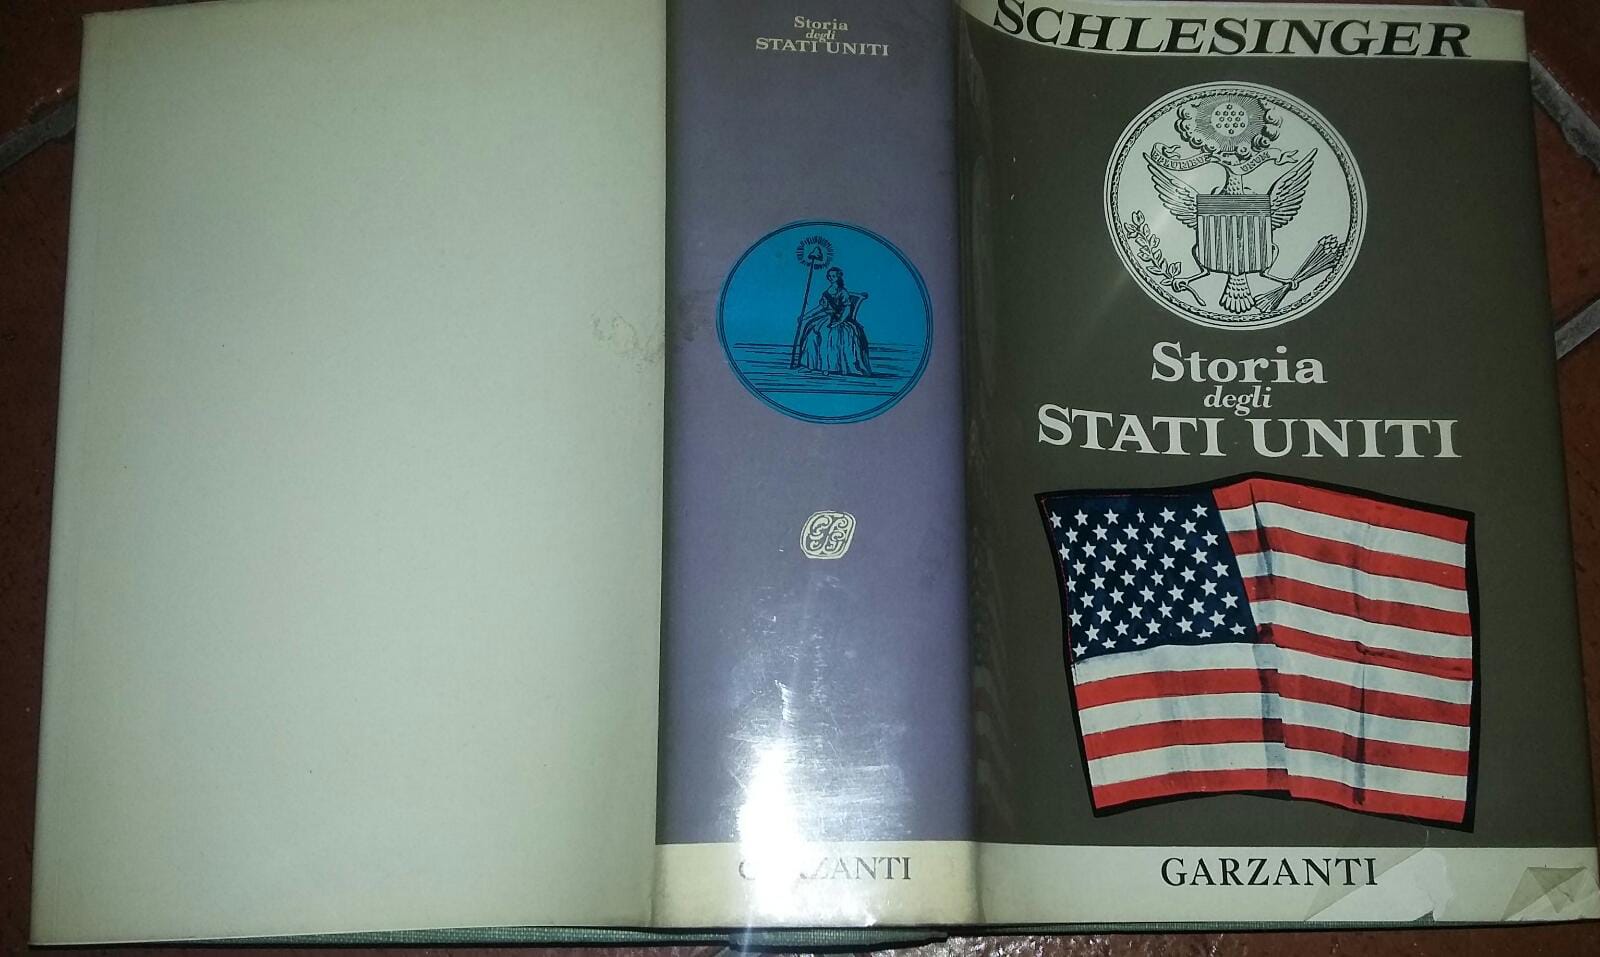 Storia
degli
STATI UNITI
GARZANTI
SCHLESINGER
Storia
degli
STATI UNITI
GARZANTI